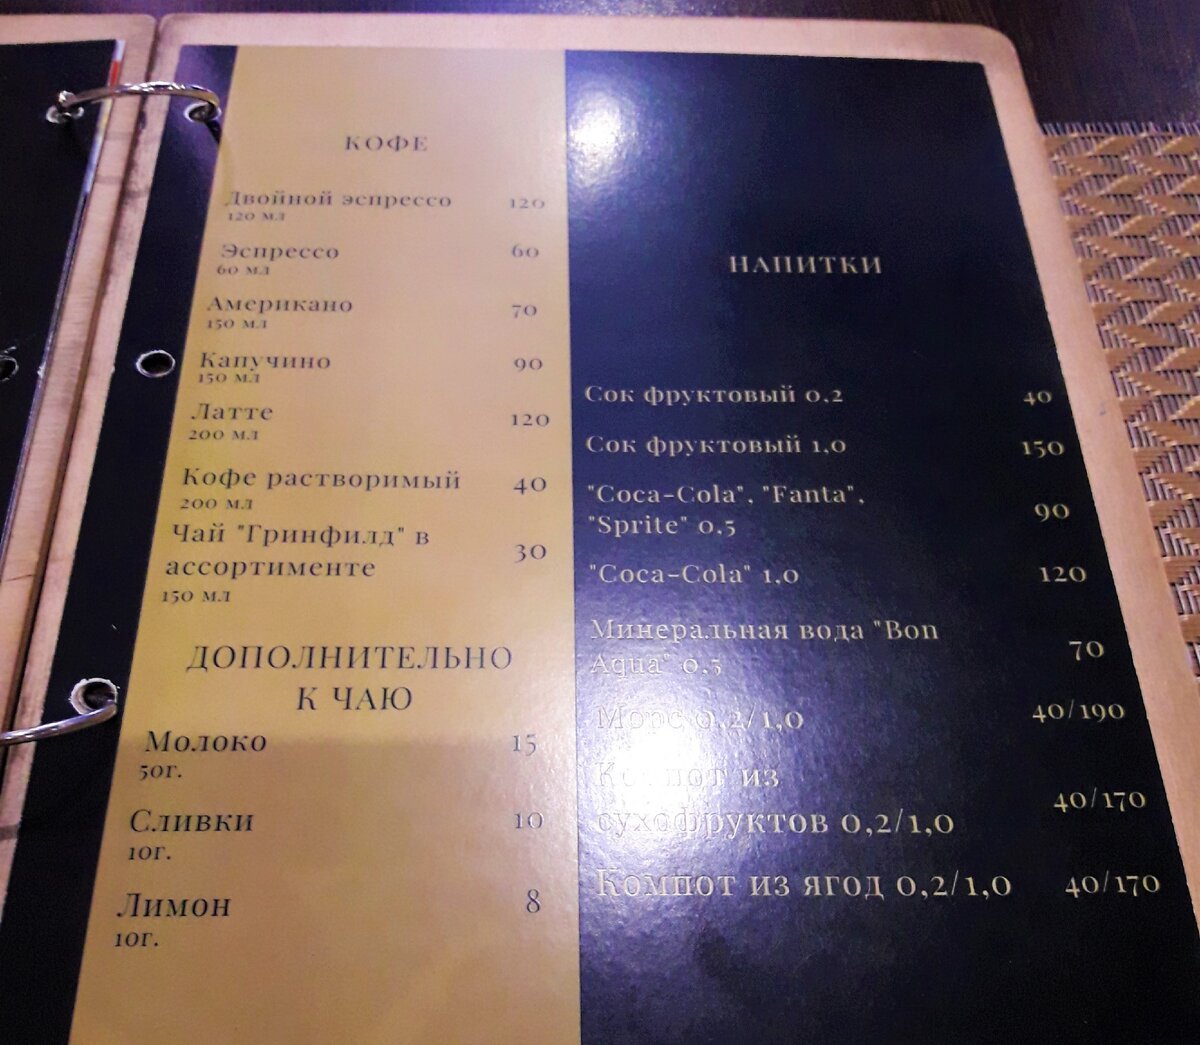 КОФЕ
Двойной эспрессо 120
120 мл
Эспрессо 60
60 мл
Американо 70
150 мл
Капучино 90
150 мл
Латте 120
200 мл
Кофе растворимый 40
200 мл
Чай "Гринфилд" в
ассортименте 30
150 мл
ДОПОЛНИТЕЛЬНО
К ЧАЮ
Молоко 15
50г.
Сливки 10
10г.
Лимон 8
10г.
НАПИТКИ
Сок фруктовый 0,2 40
Сок фруктовый 1,0 150
"Coca-Cola", "Fanta",
"Sprite" 0,5 90
"Coca-Cola" 1,0 120
Минеральная вода "Bon
Aqua" 0,5 70
Морс 0,2/1,0 40/190
Компот из
сухофруктов 0,2/1,0 40/170
Компот из ягод 0,2/1,0 40/170